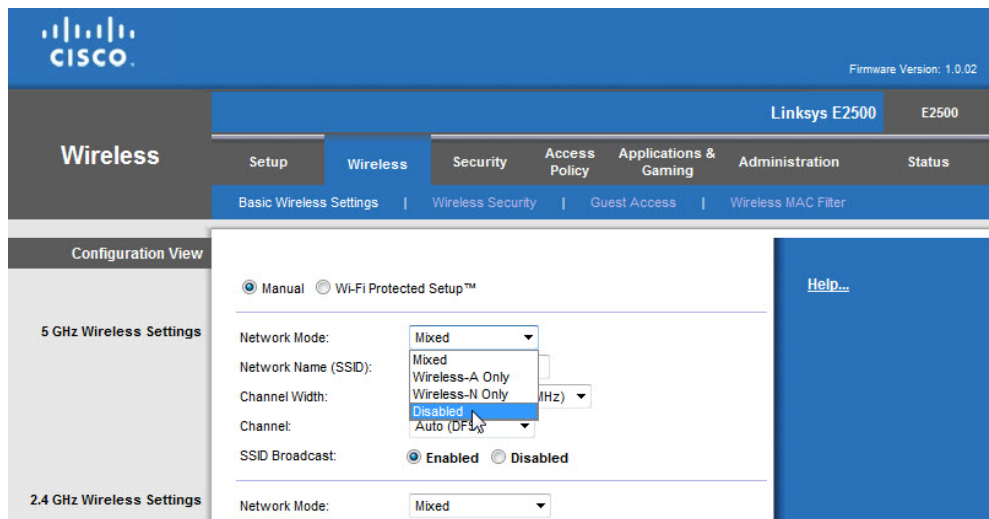 CISCO.
Firmware Version: 1.0.02
Linksys E2500 E2500
Wireless
Setup Wireless Security Access Policy Applications & Gaming Administration Status
Basic Wireless Settings | Wireless Security | Guest Access | Wireless MAC Filter
Configuration View
Manual Wi-Fi Protected Setup™
Help...
5 GHz Wireless Settings
Network Mode: Mixed
Mixed
Wireless-A Only
Wireless-N Only
Disabled
Network Name (SSID):
Channel Width: MHz)
Channel: Auto (DFS
SSID Broadcast: Enabled Disabled
2.4 GHz Wireless Settings
Network Mode: Mixed